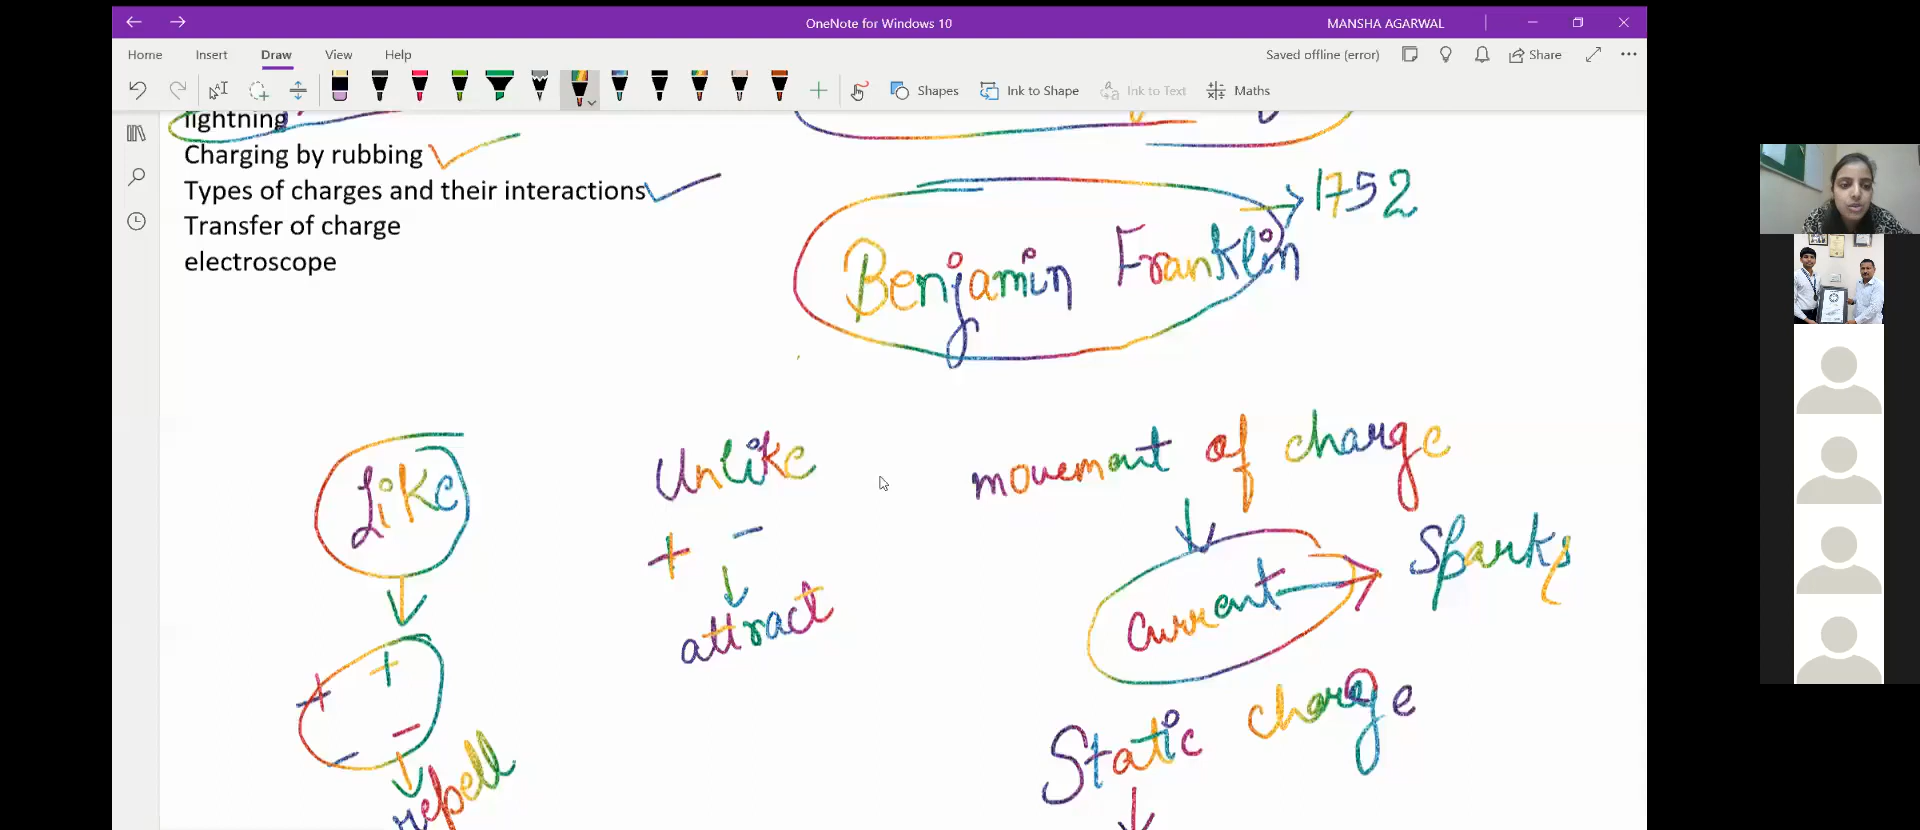 OneNote for Windows 10
MANSHA AGARWAL
Home Insert Draw View Help
Saved offline (error)
Share
Shapes
Ink to Shape
Ink to Text
Maths
lightning
Charging by rubbing
Types of charges and their interactions
Transfer of charge
electroscope
1752
Benjamin Franklin
Like
+ +
- -
repell
Unlike
+ -
attract
movement of charge
current
Sparks
Static charge